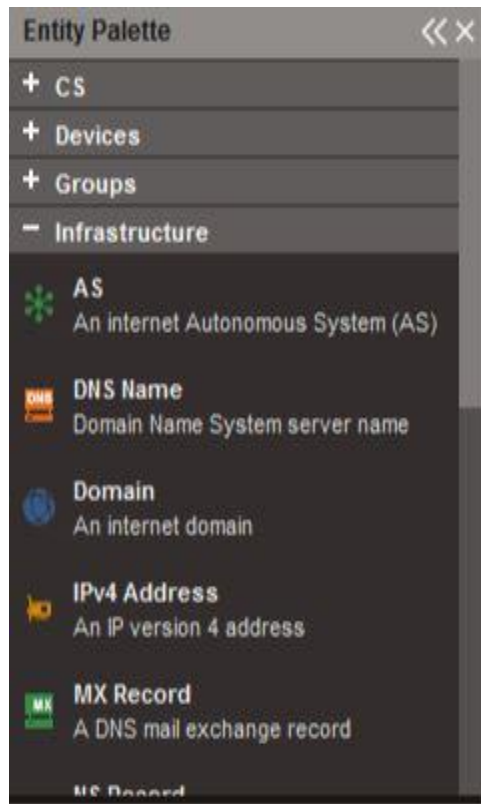 Entity Palette
CS
Devices
Groups
Infrastructure
AS
An internet Autonomous System (AS)
DNS
DNS Name
Domain Name System server name
Domain
An internet domain
IPv4 Address
An IP version 4 address
MX
MX Record
A DNS mail exchange record
NS Record